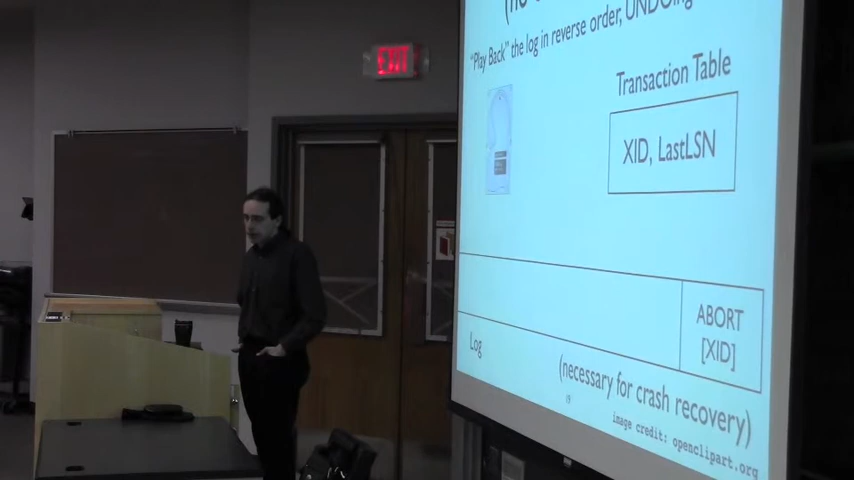 EXIT
"Play Back" the log in reverse order, UNDOing
Transaction Table
XID, LastLSN
ABORT
[XID]
Log
(necessary for crash recovery)
image credit: openclipart.org